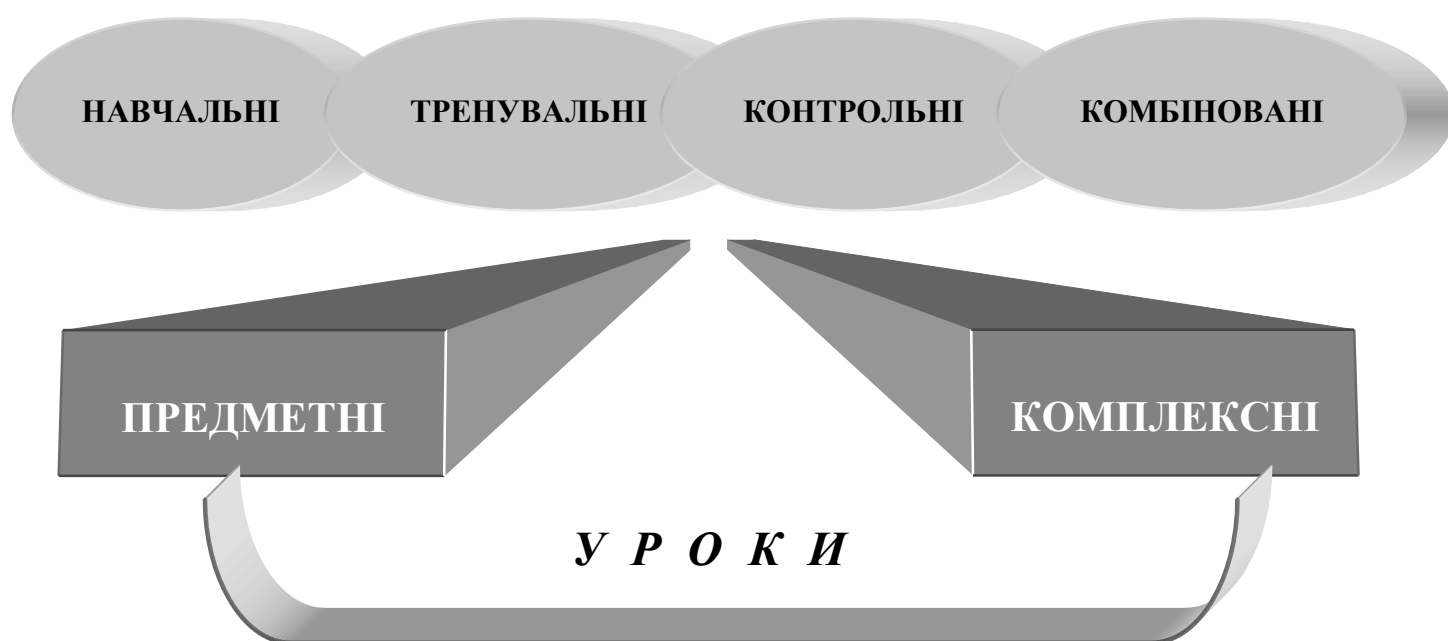 НАВЧАЛЬНІ ТРЕНУВАЛЬНІ КОНТРОЛЬНІ КОМБІНОВАНІ
ПРЕДМЕТНІ КОМПЛЕКСНІ
У Р О К И